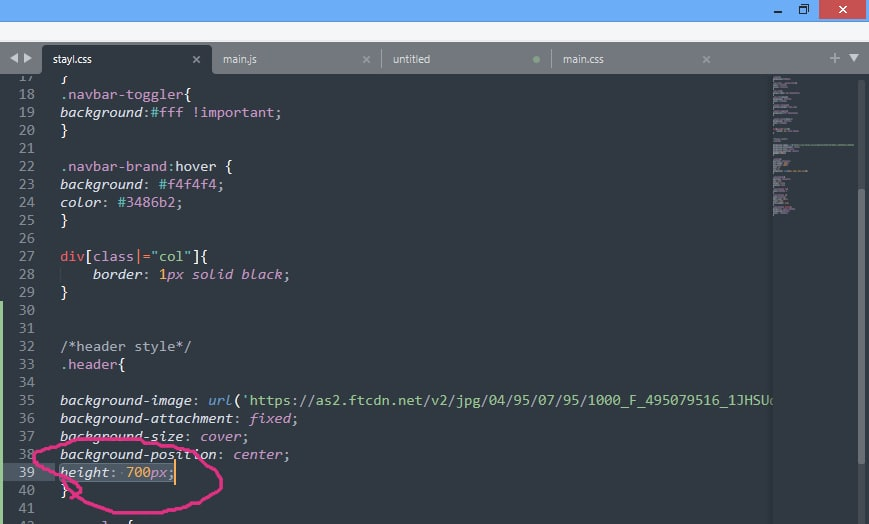 stayl.css × main.js × untitled main.css × + 
17 }
18 .navbar-toggler{
19 background:#fff !important;
20 }
21
22 .navbar-brand:hover {
23 background: #f4f4f4;
24 color: #3486b2;
25 }
26
27 div[class|="col"]{
28 border: 1px solid black;
29 }
30
31
32 /*header style*/
33 .header{
34
35 background-image: url('https://as2.ftcdn.net/v2/jpg/04/95/07/95/1000_F_495079516_1JHSU
36 background-attachment: fixed;
37 background-size: cover;
38 background-position: center;
39 height: 700px;
40 }
41